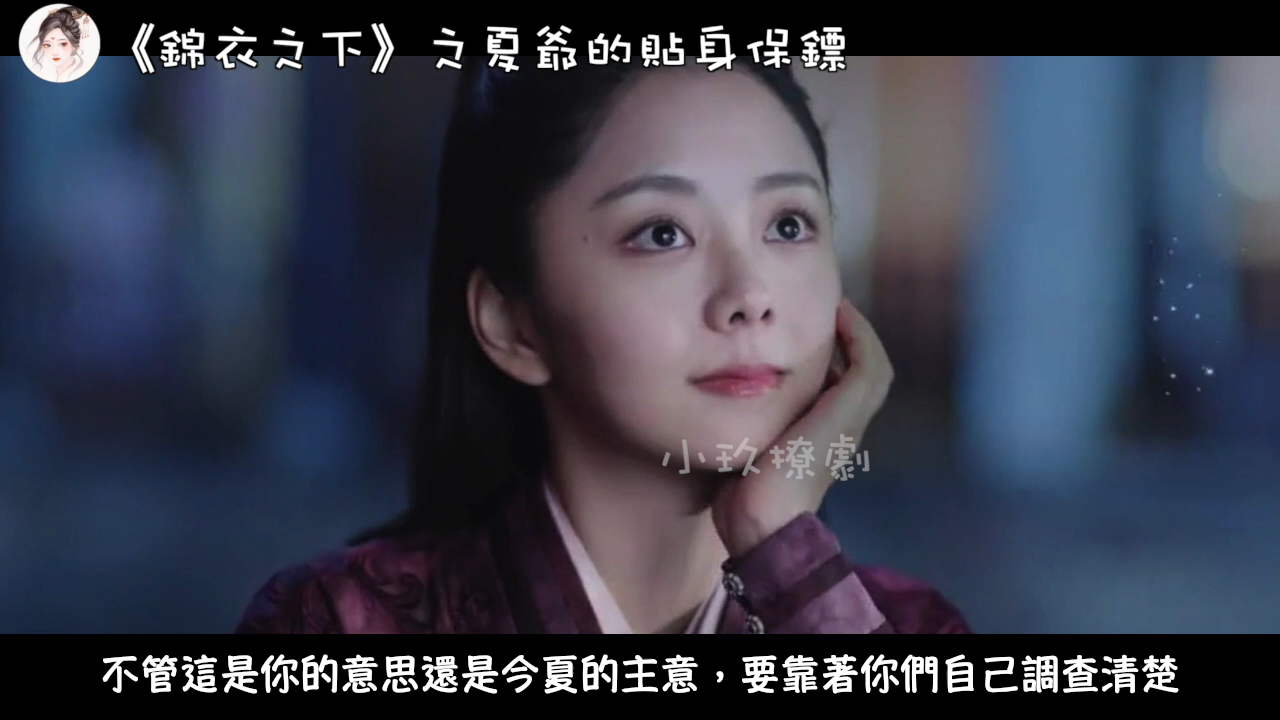 《錦衣之下》之夏爺的貼身保鏢
小玖撩劇
不管這是你的意思還是今夏的主意，要靠著你們自己調查清楚